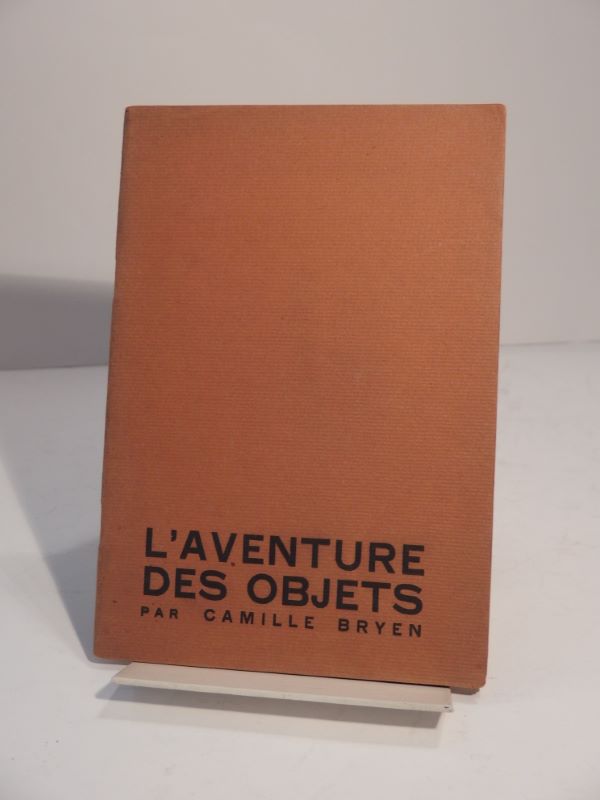 L'AVENTURE
DES OBJETS
PAR CAMILLE BRYEN